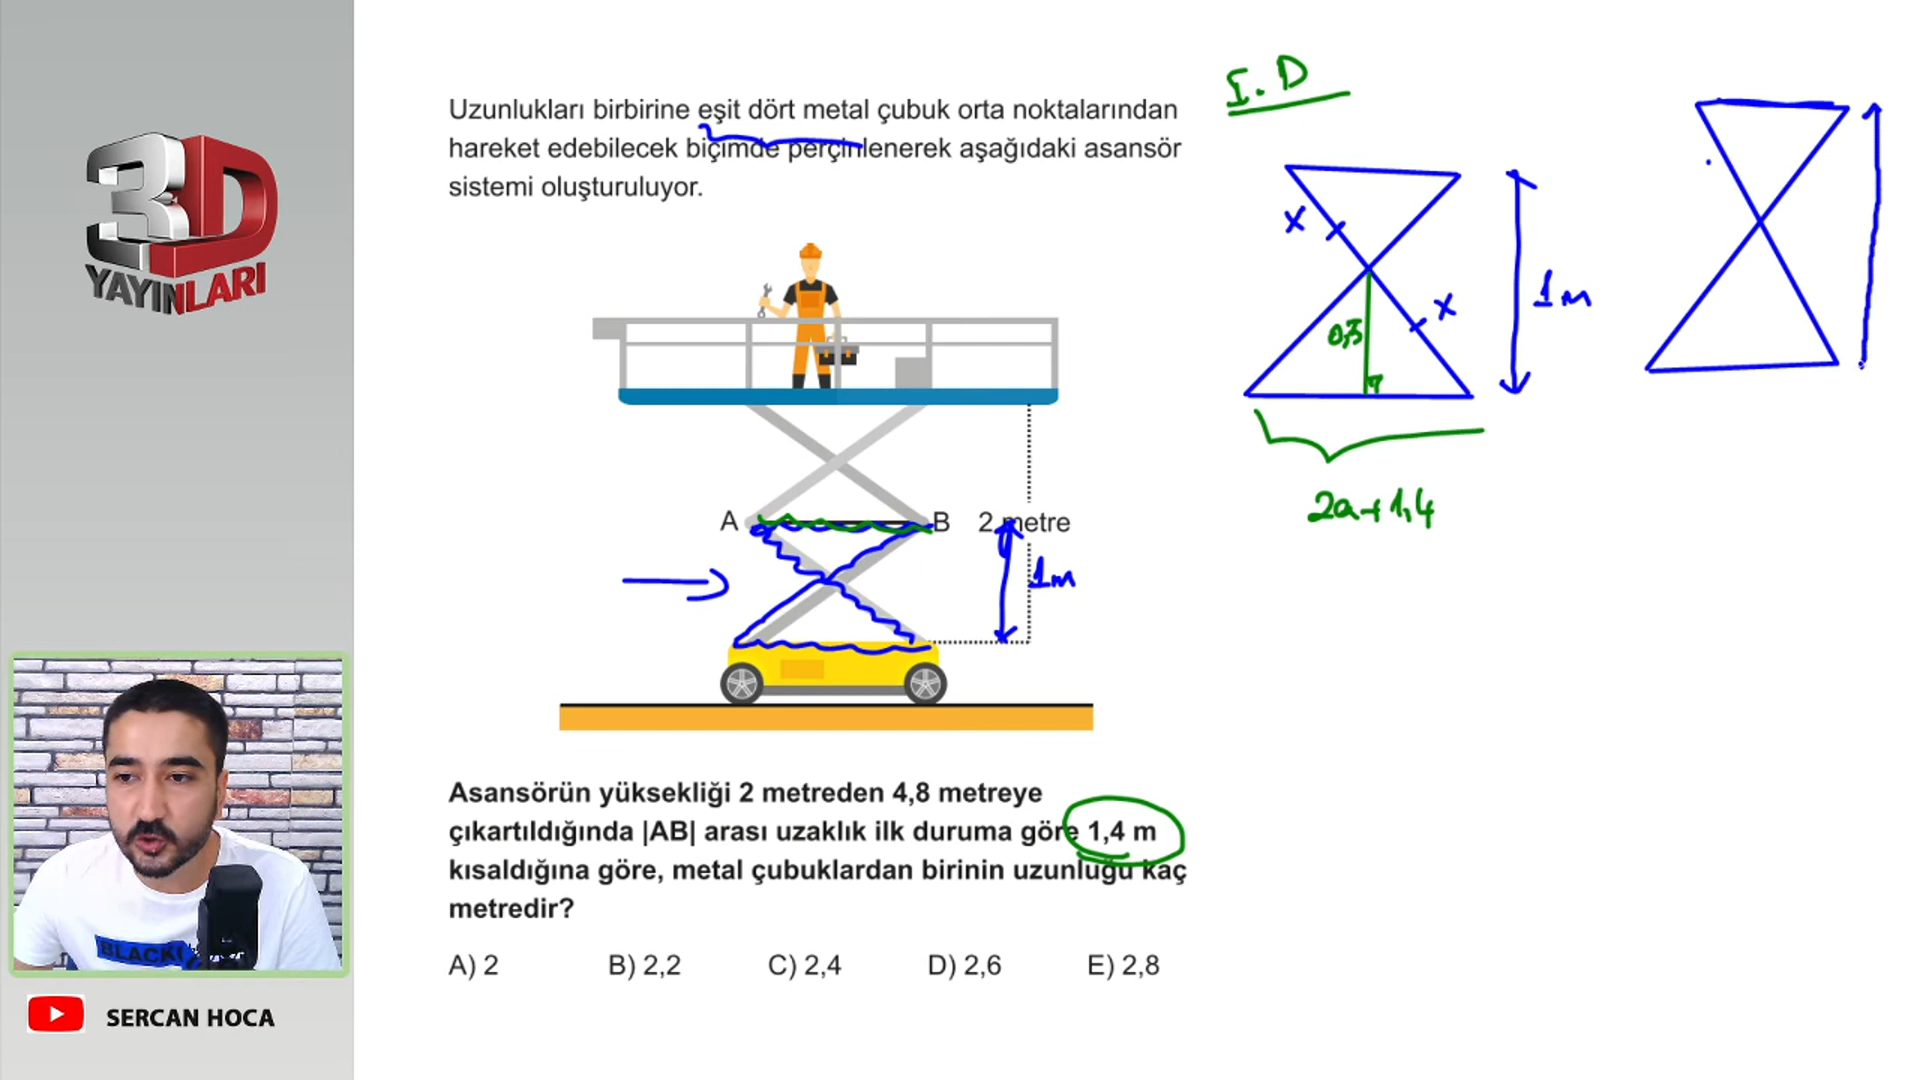 3D
YAYINLARI
Uzunlukları birbirine eşit dört metal çubuk orta noktalarından
hareket edebilecek biçimde perçinlenerek aşağıdaki asansör
sistemi oluşturuluyor.
I. D
x
x
0,5
1m
2a+1,4
A
B
2 metre
1m
Asansörün yüksekliği 2 metreden 4,8 metreye
çıkartıldığında |AB| arası uzaklık ilk duruma göre 1,4 m
kısaldığına göre, metal çubuklardan birinin uzunluğu kaç
metredir?
A) 2 B) 2,2 C) 2,4 D) 2,6 E) 2,8
SERCAN HOCA